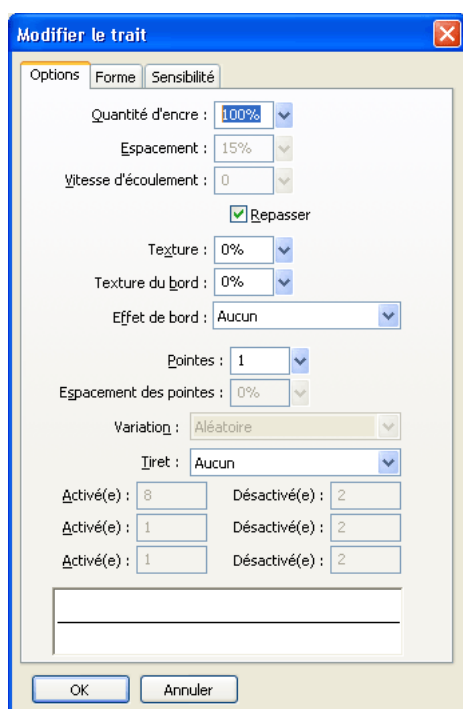 Modifier le trait
Options Forme Sensibilité
Quantité d'encre : 100%
Espacement : 15%
Vitesse d'écoulement : 0
Repasser
Texture : 0%
Texture du bord : 0%
Effet de bord : Aucun
Pointes : 1
Espacement des pointes : 0%
Variation : Aléatoire
Tiret : Aucun
Activé(e) : 8 Désactivé(e) : 2
Activé(e) : 1 Désactivé(e) : 2
Activé(e) : 1 Désactivé(e) : 2
OK Annuler